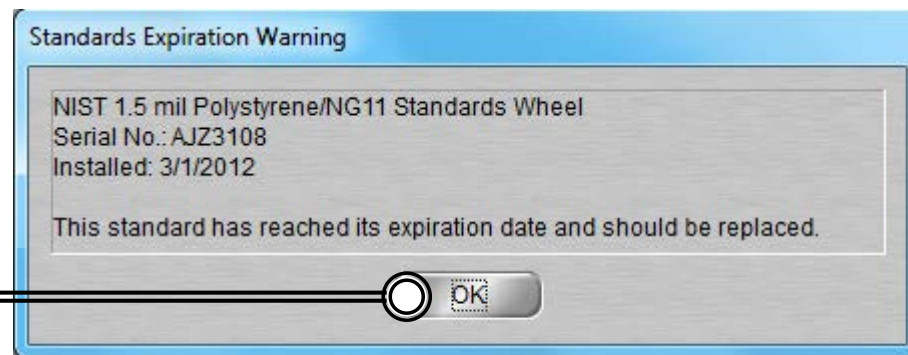 Standards Expiration Warning
NIST 1.5 mil Polystyrene/NG11 Standards Wheel
Serial No.: AJZ3108
Installed: 3/1/2012
This standard has reached its expiration date and should be replaced.
OK